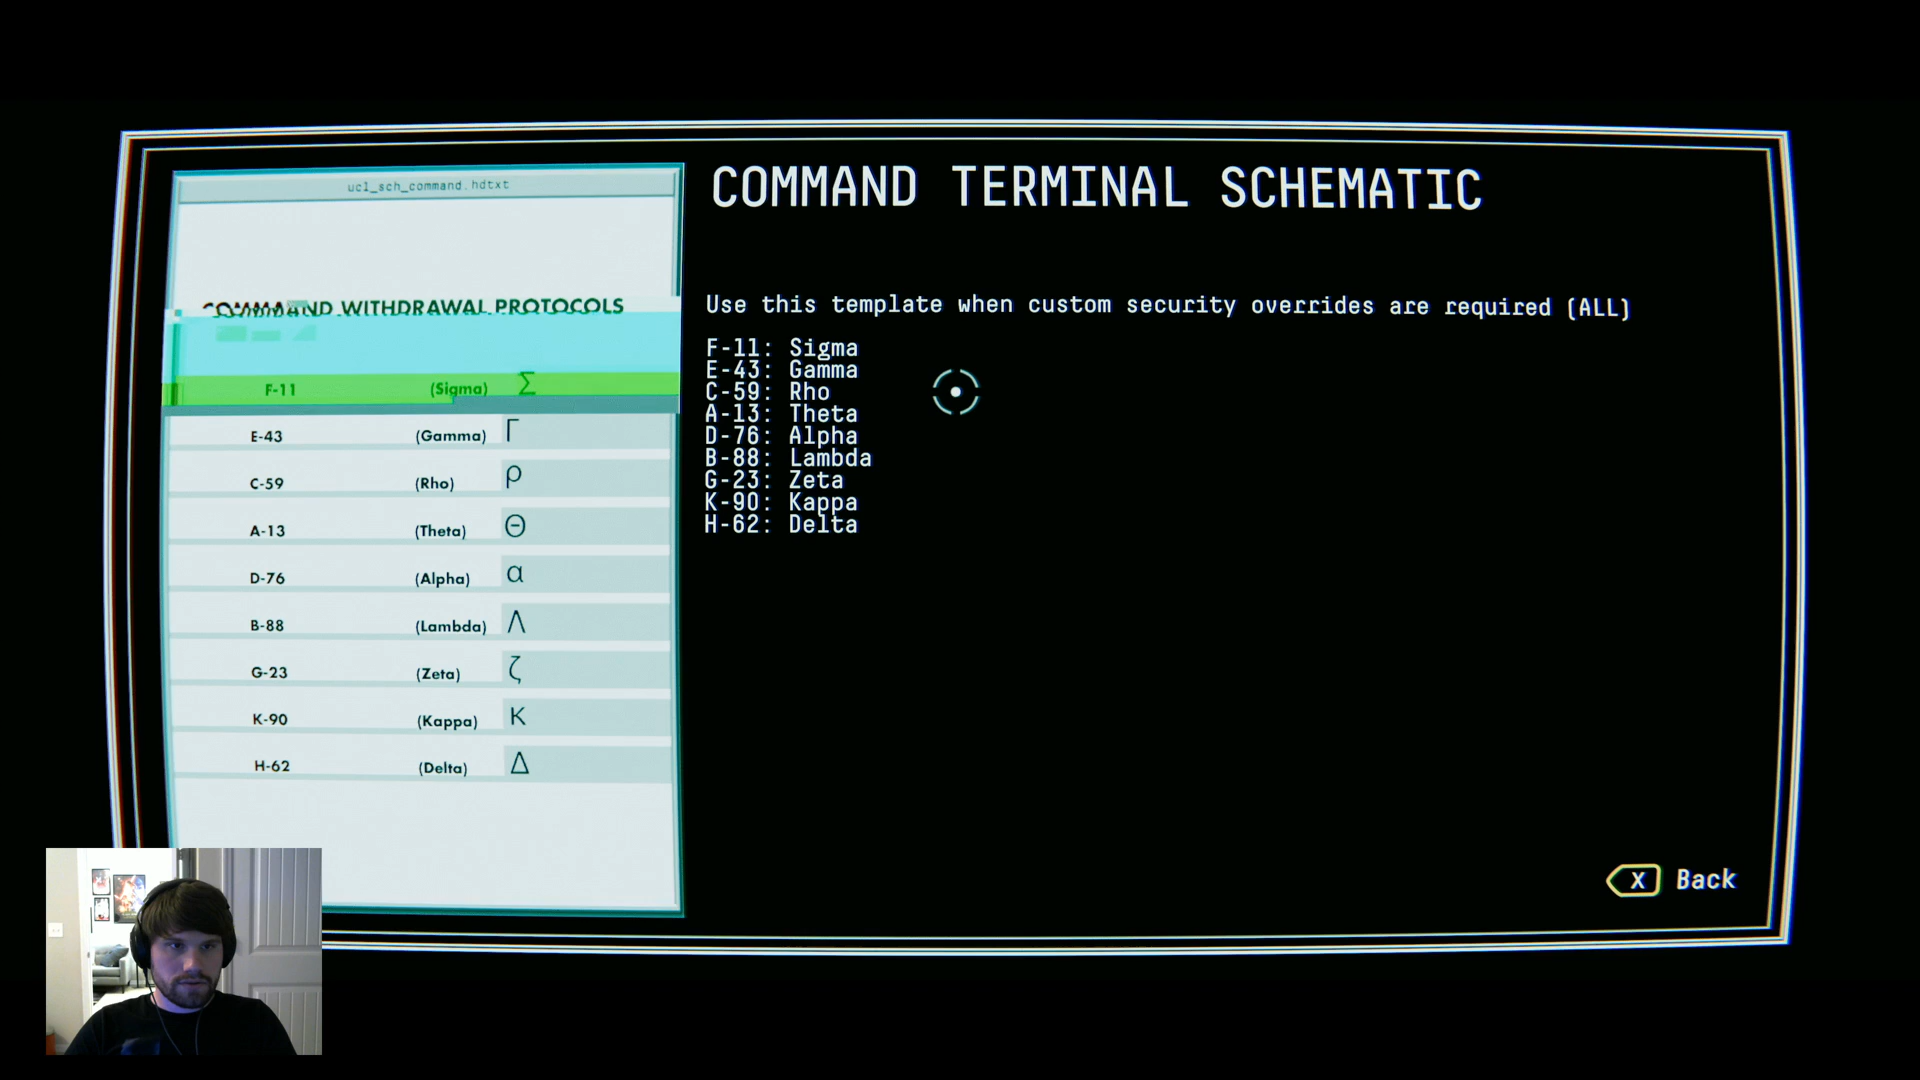 ucl_sch_command.hdtxt
COMMAND WITHDRAWAL PROTOCOLS
F-11 (Sigma) Σ
E-43 (Gamma) Γ
C-59 (Rho) ρ
A-13 (Theta) Θ
D-76 (Alpha) α
B-88 (Lambda) Λ
G-23 (Zeta) ζ
K-90 (Kappa) K
H-62 (Delta) Δ
COMMAND TERMINAL SCHEMATIC
Use this template when custom security overrides are required (ALL)
F-11: Sigma
E-43: Gamma
C-59: Rho
A-13: Theta
D-76: Alpha
B-88: Lambda
G-23: Zeta
K-90: Kappa
H-62: Delta
X Back